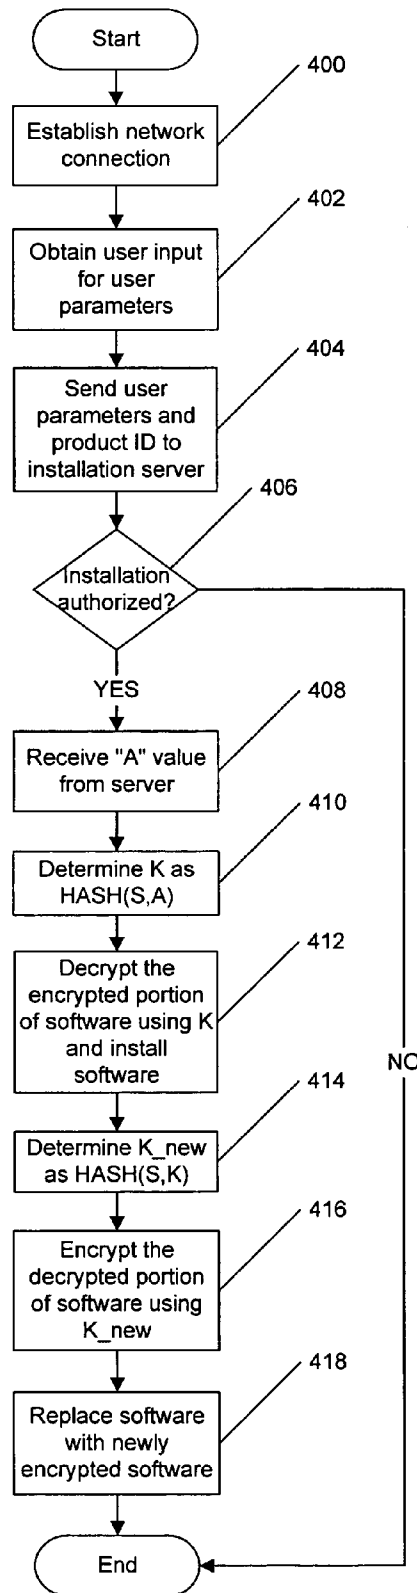 Start
400
Establish network
connection
402
Obtain user input
for user
parameters
404
Send user
parameters and
product ID to
installation server
406
Installation
authorized?
YES
408
Receive "A" value
from server
410
Determine K as
HASH(S,A)
412
Decrypt the
encrypted portion
of software using K
and install
software
NO
414
Determine K_new
as HASH(S,K)
416
Encrypt the
decrypted portion
of software using
K_new
418
Replace software
with newly
encrypted software
End